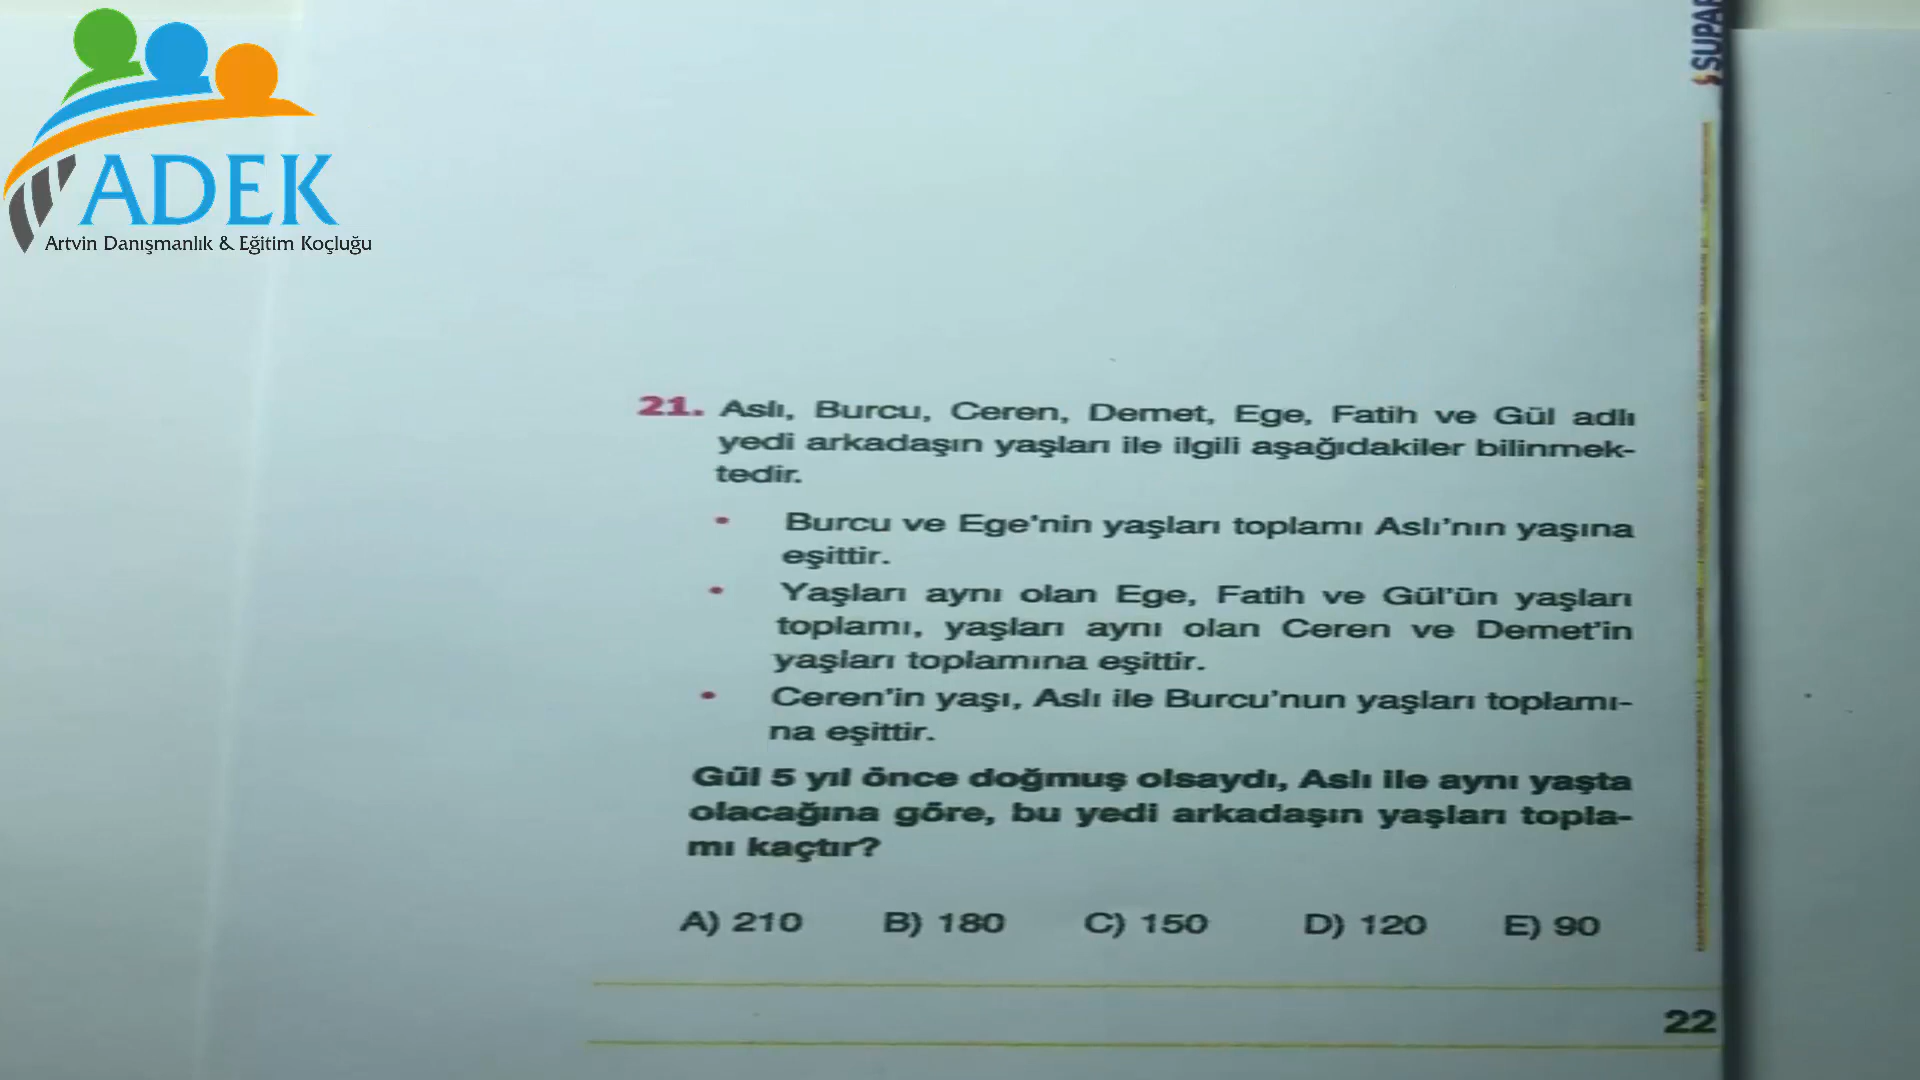 ADEK
Artvin Danışmanlık & Eğitim Koçluğu
SUPAR
21. Aslı, Burcu, Ceren, Demet, Ege, Fatih ve Gül adlı
yedi arkadaşın yaşları ile ilgili aşağıdakiler bilinmek-
tedir.
• Burcu ve Ege'nin yaşları toplamı Aslı'nın yaşına
eşittir.
• Yaşları aynı olan Ege, Fatih ve Gül'ün yaşları
toplamı, yaşları aynı olan Ceren ve Demet'in
yaşları toplamına eşittir.
• Ceren'in yaşı, Aslı ile Burcu'nun yaşları toplamı-
na eşittir.
Gül 5 yıl önce doğmuş olsaydı, Aslı ile aynı yaşta
olacağına göre, bu yedi arkadaşın yaşları topla-
mı kaçtır?
A) 210 B) 180 C) 150 D) 120 E) 90
22